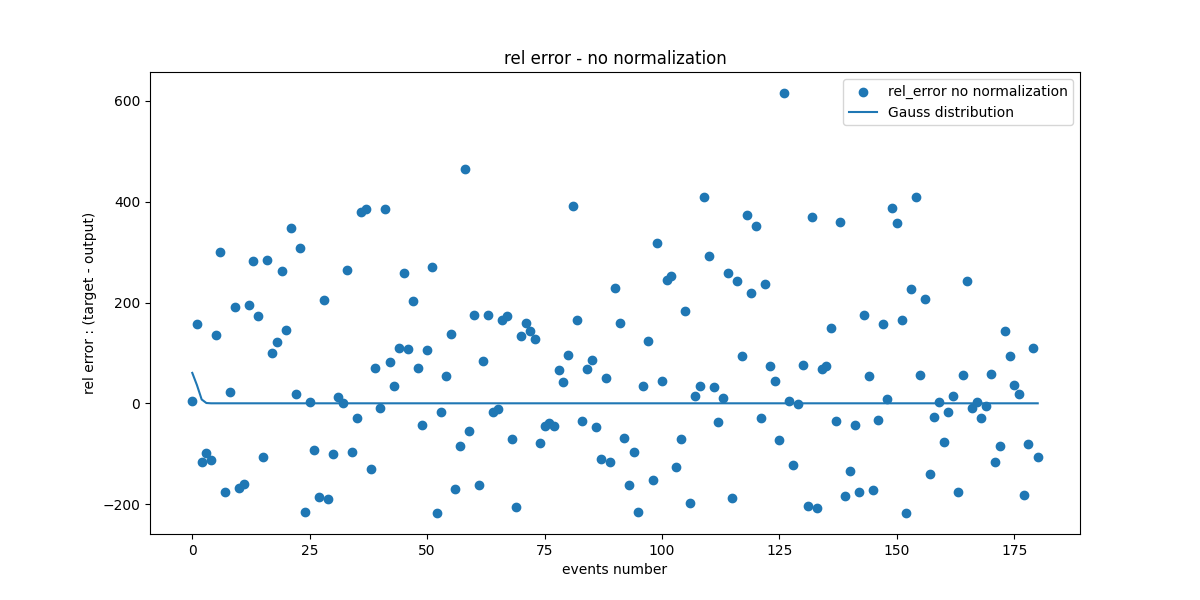 rel error - no normalization
rel_error no normalization
Gauss distribution
600
400
200
0
−200
rel error : (target - output)
0 25 50 75 100 125 150 175
events number